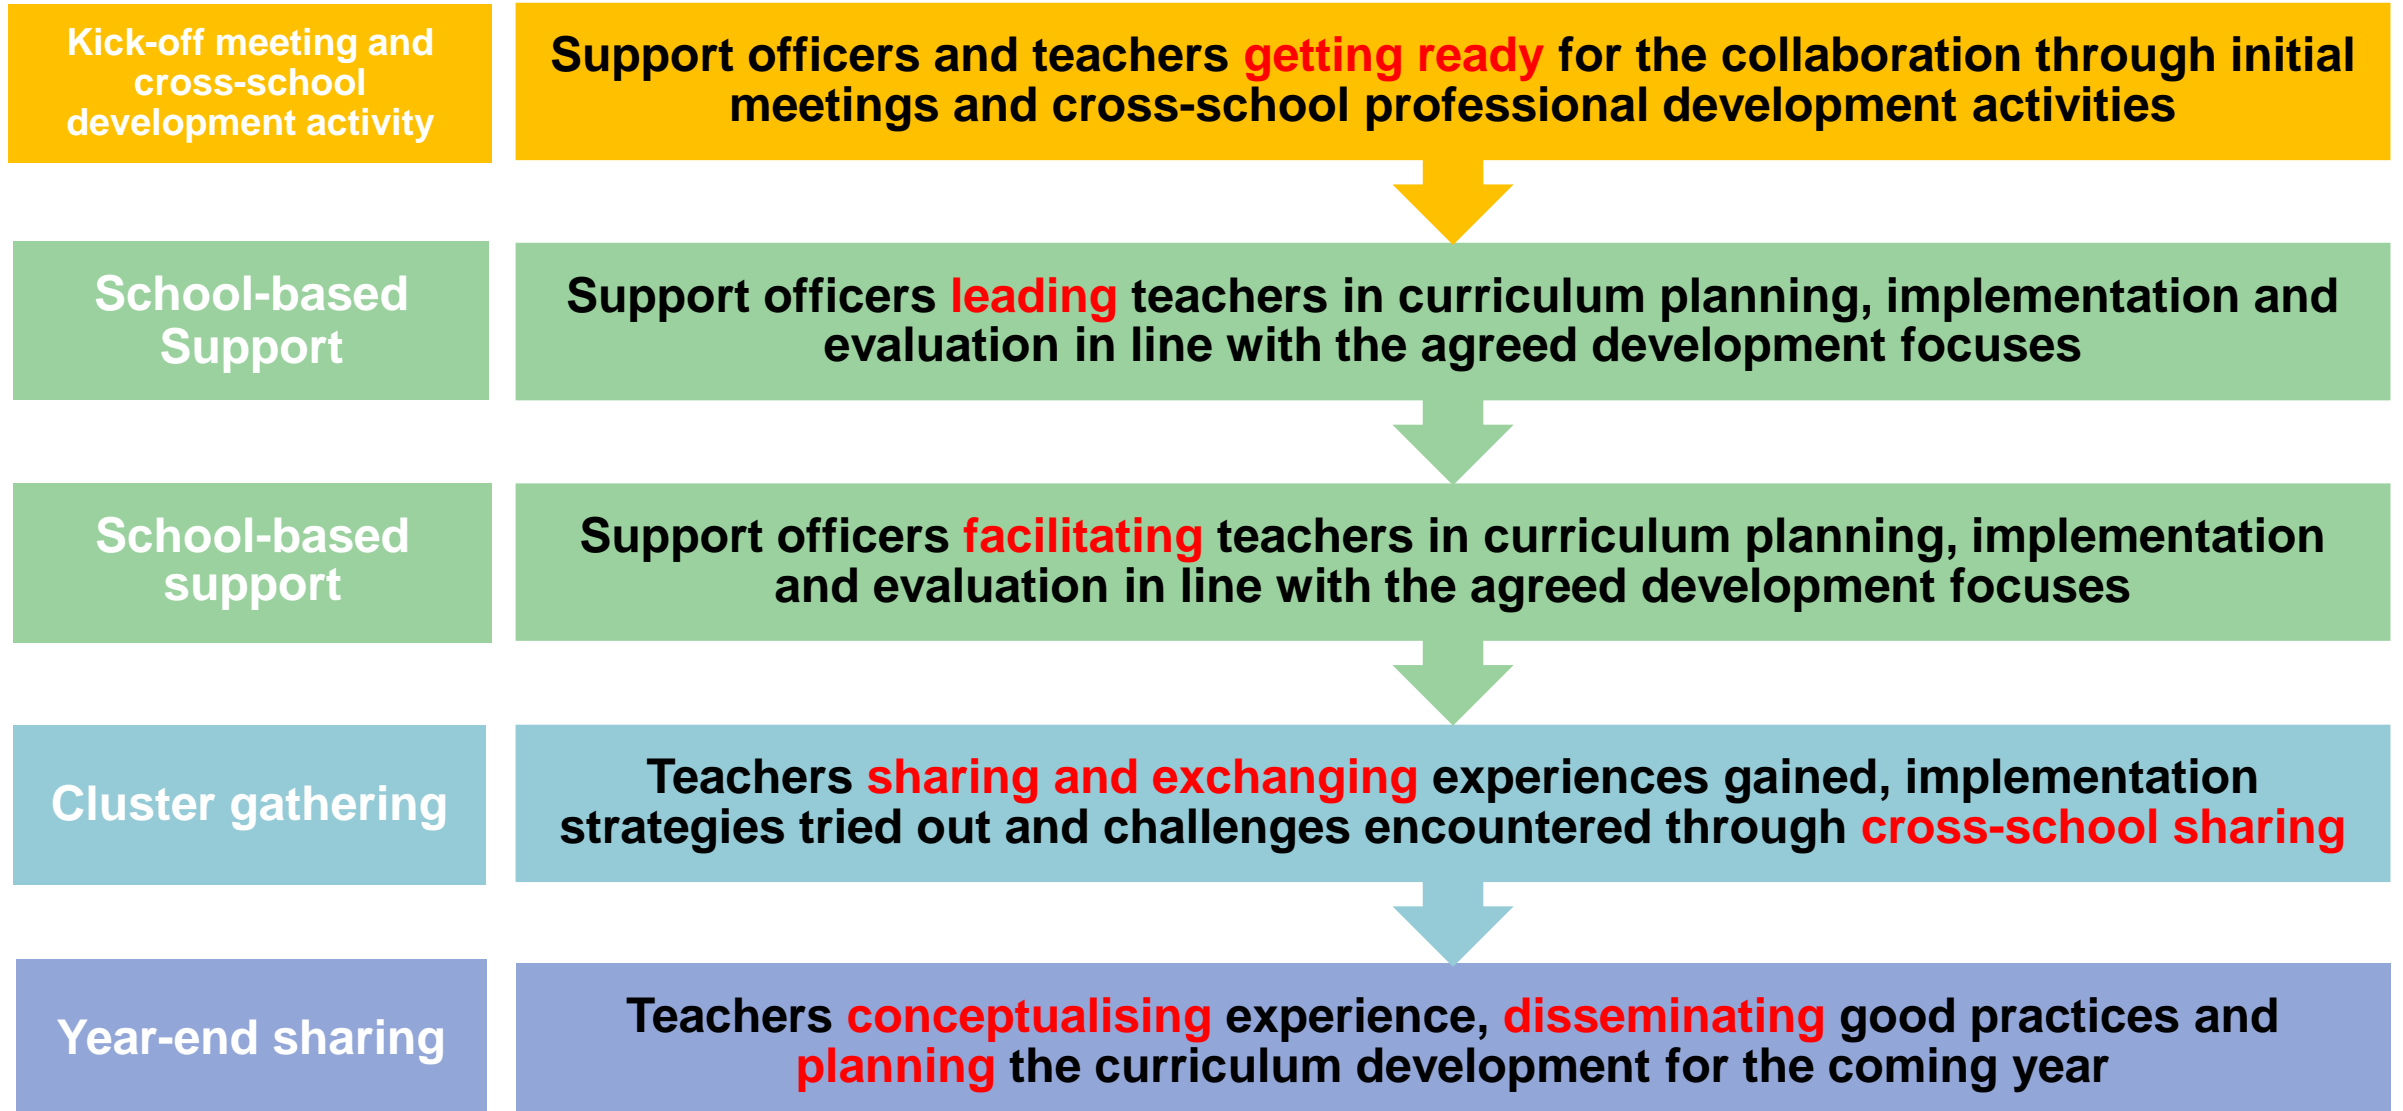 Kick-off meeting and
cross-school
development activity
Support officers and teachers getting ready for the collaboration through initial
meetings and cross-school professional development activities
School-based
Support
Support officers leading teachers in curriculum planning, implementation and
evaluation in line with the agreed development focuses
School-based
support
Support officers facilitating teachers in curriculum planning, implementation
and evaluation in line with the agreed development focuses
Cluster gathering
Teachers sharing and exchanging experiences gained, implementation
strategies tried out and challenges encountered through cross-school sharing
Year-end sharing
Teachers conceptualising experience, disseminating good practices and
planning the curriculum development for the coming year